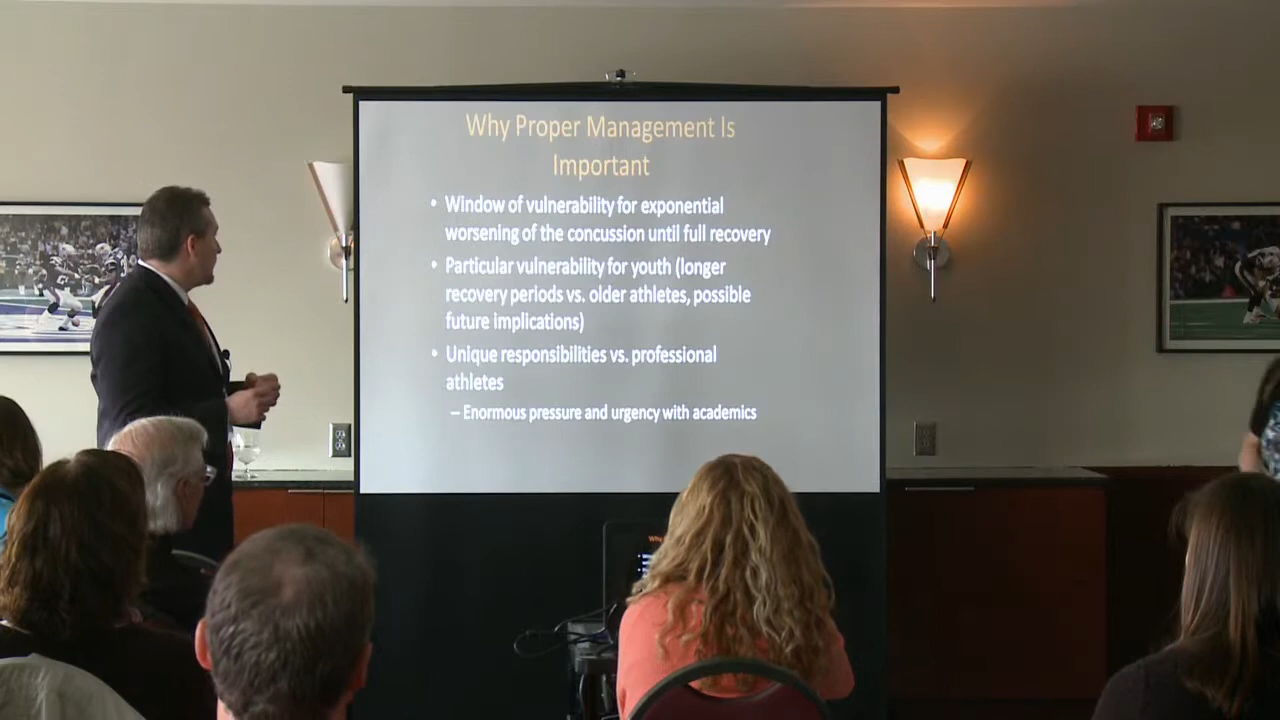 Why Proper Management Is
Important
• Window of vulnerability for exponential
worsening of the concussion until full recovery
• Particular vulnerability for youth (longer
recovery periods vs. older athletes, possible
future implications)
• Unique responsibilities vs. professional
athletes
– Enormous pressure and urgency with academics
Why